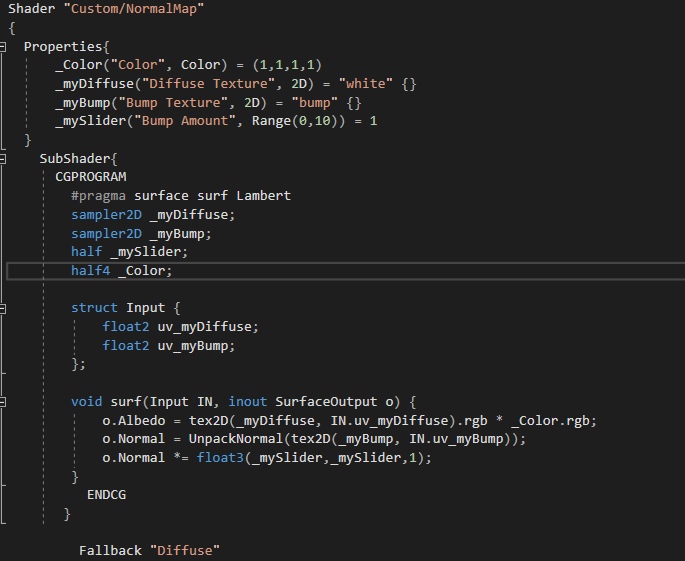 Shader "Custom/NormalMap"
{
Properties{
_Color("Color", Color) = (1,1,1,1)
_myDiffuse("Diffuse Texture", 2D) = "white" {}
_myBump("Bump Texture", 2D) = "bump" {}
_mySlider("Bump Amount", Range(0,10)) = 1
}
SubShader{
CGPROGRAM
#pragma surface surf Lambert
sampler2D _myDiffuse;
sampler2D _myBump;
half _mySlider;
half4 _Color;
struct Input {
float2 uv_myDiffuse;
float2 uv_myBump;
};
void surf(Input IN, inout SurfaceOutput o) {
o.Albedo = tex2D(_myDiffuse, IN.uv_myDiffuse).rgb * _Color.rgb;
o.Normal = UnpackNormal(tex2D(_myBump, IN.uv_myBump));
o.Normal *= float3(_mySlider,_mySlider,1);
}
ENDCG
}
Fallback "Diffuse"